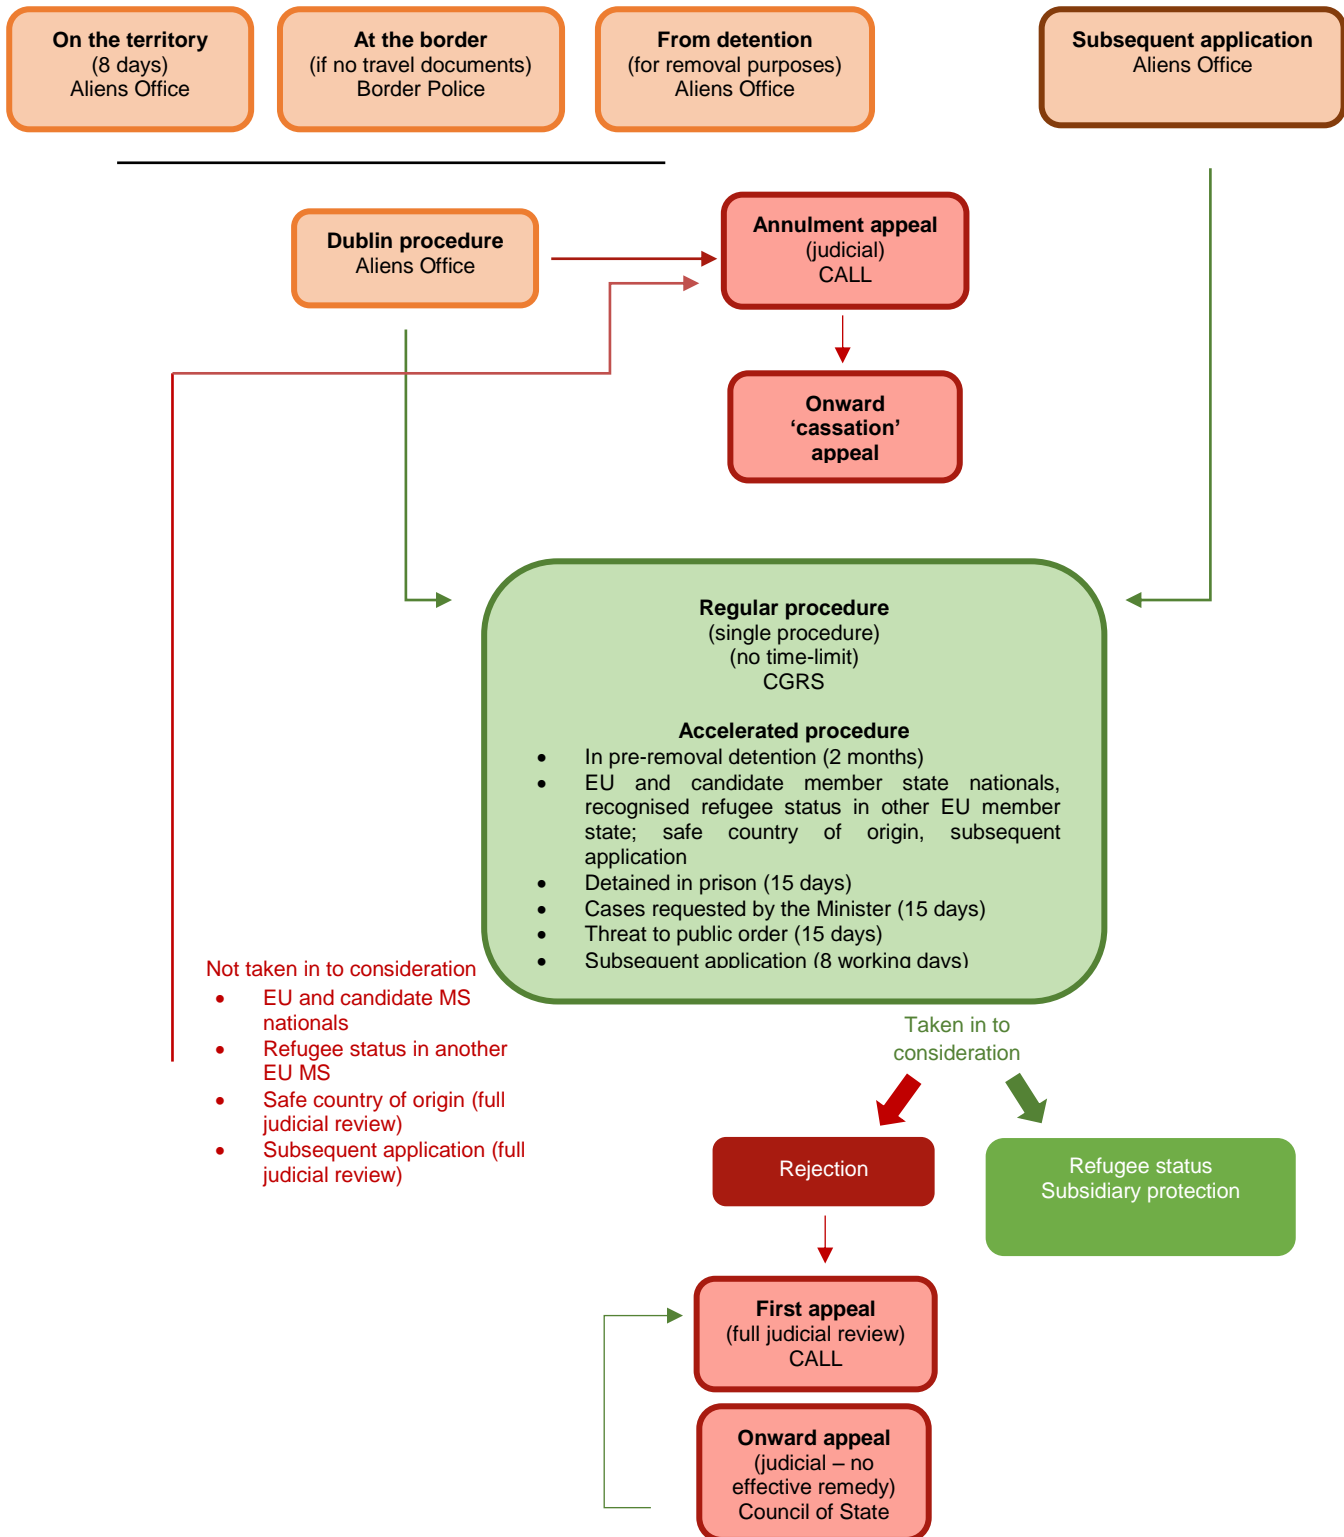 On the territory
(8 days)
Aliens Office
At the border
(if no travel documents)
Border Police
From detention
(for removal purposes)
Aliens Office
Subsequent application
Aliens Office
Dublin procedure
Aliens Office
Annulment appeal
(judicial)
CALL
Onward
‘cassation’
appeal
Regular procedure
(single procedure)
(no time-limit)
CGRS
Accelerated procedure
• In pre-removal detention (2 months)
• EU and candidate member state nationals,
recognised refugee status in other EU member
state; safe country of origin, subsequent
application
• Detained in prison (15 days)
• Cases requested by the Minister (15 days)
• Threat to public order (15 days)
• Subsequent application (8 working days)
Not taken in to consideration
• EU and candidate MS
nationals
• Refugee status in another
EU MS
• Safe country of origin (full
judicial review)
• Subsequent application (full
judicial review)
Taken in to
consideration
Rejection
Refugee status
Subsidiary protection
First appeal
(full judicial review)
CALL
Onward appeal
(judicial – no
effective remedy)
Council of State